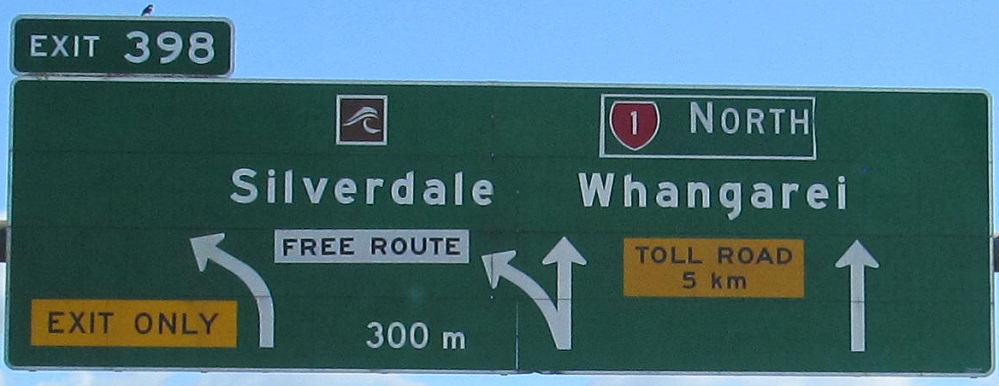 EXIT 398
1 NORTH
Silverdale
Whangarei
FREE ROUTE
TOLL ROAD
5 km
EXIT ONLY
300 m